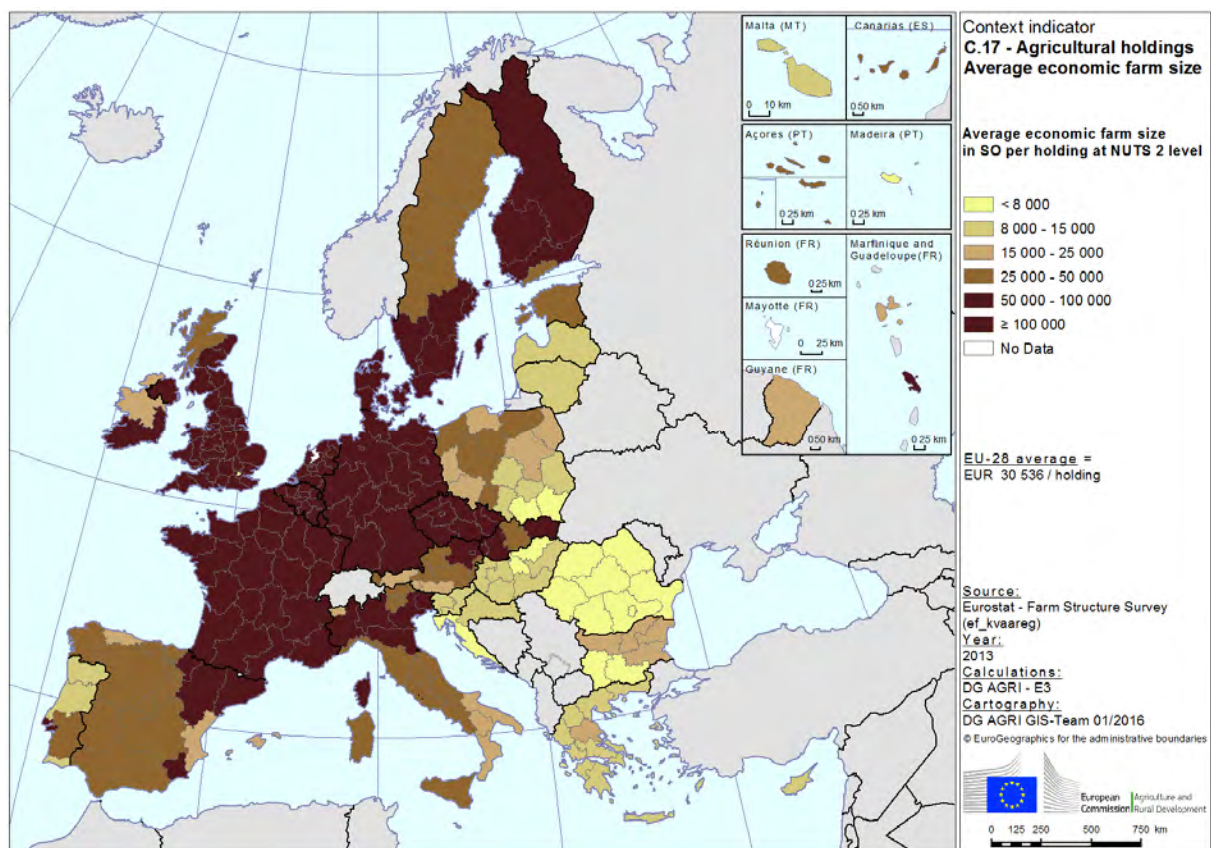 Malta (MT)
0 10 km
Canarias (ES)
0 50 km
Açores (PT)
0 25 km
Madeira (PT)
0 25 km
Réunion (FR)
0 25km
Mayotte (FR)
0 25 km
Guyane (FR)
0 50 km
Martinique and
Guadeloupe(FR)
0 25 km
Context indicator
C.17 - Agricultural holdings
Average economic farm size
Average economic farm size
in SO per holding at NUTS 2 level
< 8 000
8 000 - 15 000
15 000 - 25 000
25 000 - 50 000
50 000 - 100 000
≥ 100 000
No Data
EU-28 average =
EUR 30 536 / holding
Source:
Eurostat - Farm Structure Survey
(ef_kvaareg)
Year:
2013
Calculations:
DG AGRI - E3
Cartography:
DG AGRI GIS-Team 01/2016
© EuroGeographics for the administrative boundaries
European
Commission
Agriculture and
Rural Development
0 125 250 500 750 km